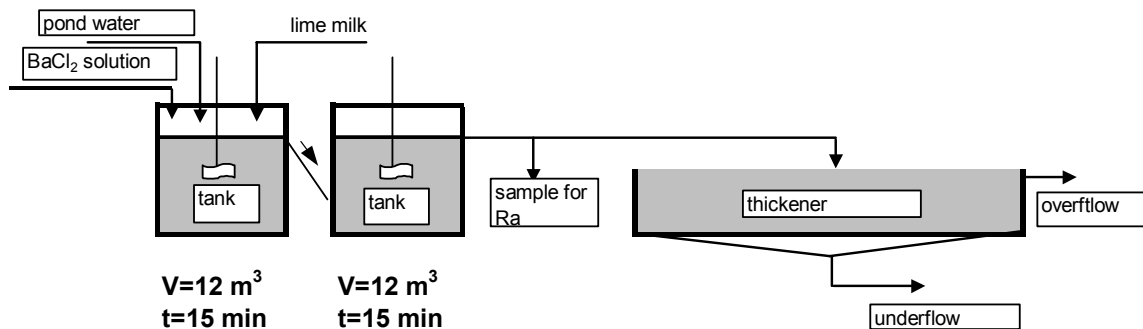 pond water
lime milk
BaCl₂ solution
tank
tank
sample for
Ra
thickener
overftlow
V=12 m³
t=15 min
V=12 m³
t=15 min
underflow